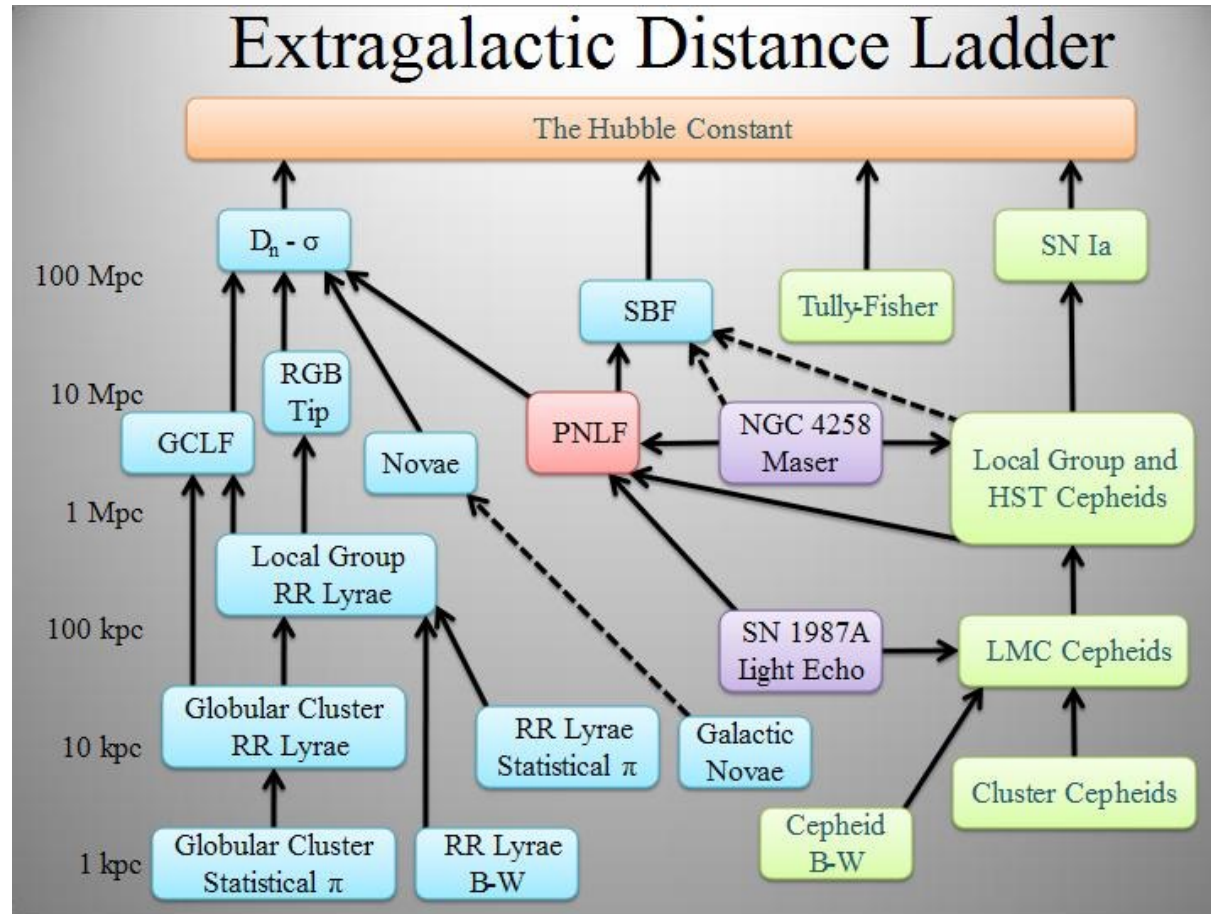 Extragalactic Distance Ladder
The Hubble Constant
Dₙ - σ
SN Ia
100 Mpc
SBF
Tully-Fisher
10 Mpc
RGB
Tip
GCLF
Novae
PNLF
NGC 4258
Maser
Local Group and
HST Cepheids
1 Mpc
Local Group
RR Lyrae
100 kpc
SN 1987A
Light Echo
LMC Cepheids
Globular Cluster
RR Lyrae
10 kpc
RR Lyrae
Statistical π
Galactic
Novae
Cluster Cepheids
Cepheid
B-W
1 kpc
Globular Cluster
Statistical π
RR Lyrae
B-W